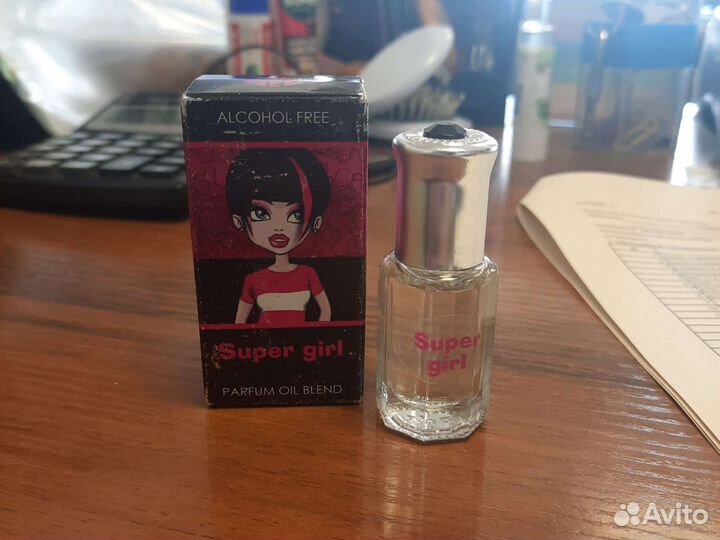 ALCOHOL FREE
Super girl
PARFUM OIL BLEND
Super
girl
Avito